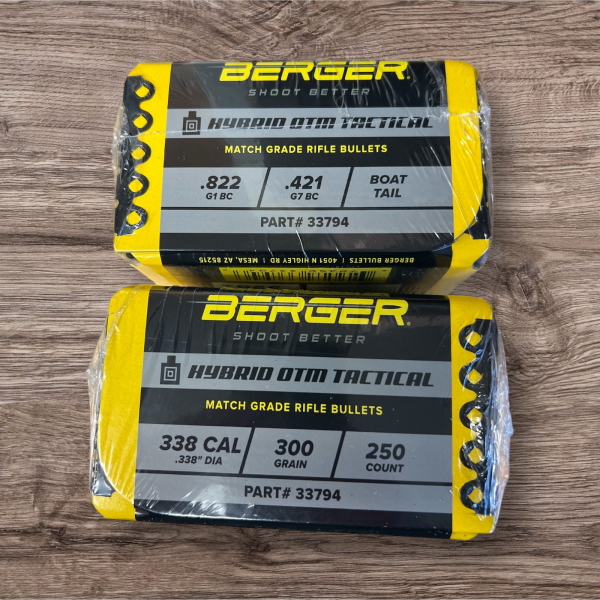 BERGER®
SHOOT BETTER
HYBRID OTM TACTICAL
MATCH GRADE RIFLE BULLETS
.822 .421 BOAT
G1 BC G7 BC TAIL
PART# 33794
BERGER BULLETS | 4051 N HIGLEY RD | MESA, AZ 85215
BERGER®
SHOOT BETTER
HYBRID OTM TACTICAL
MATCH GRADE RIFLE BULLETS
338 CAL 300 250
.338" DIA GRAIN COUNT
PART# 33794